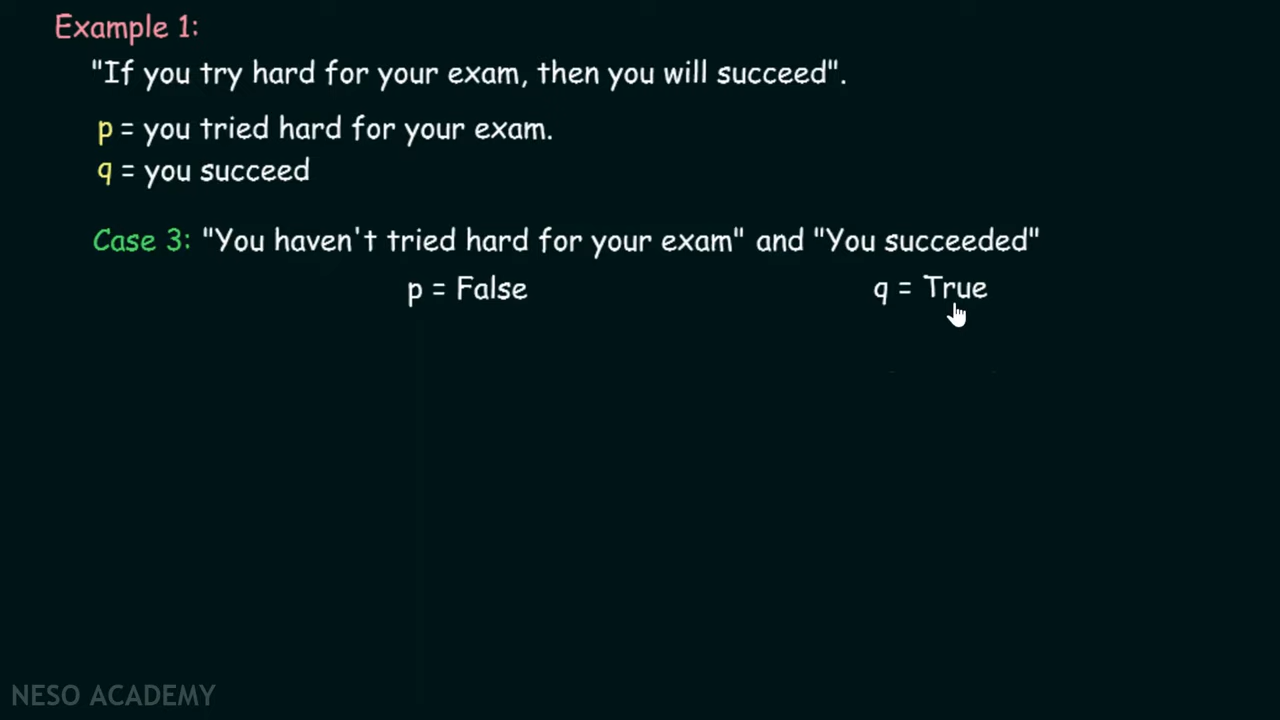 Example 1:
"If you try hard for your exam, then you will succeed".
p = you tried hard for your exam.
q = you succeed
Case 3: "You haven't tried hard for your exam" and "You succeeded"
p = False q = True
NESO ACADEMY